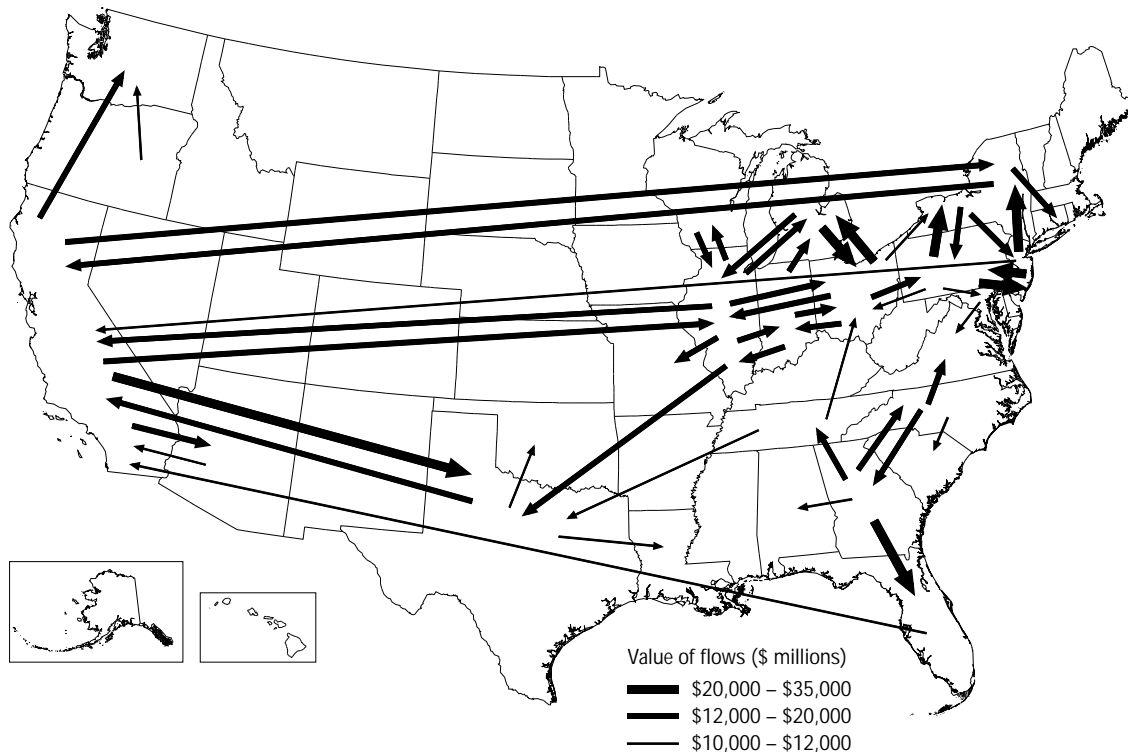 Value of flows ($ millions)
$20,000 – $35,000
$12,000 – $20,000
$10,000 – $12,000